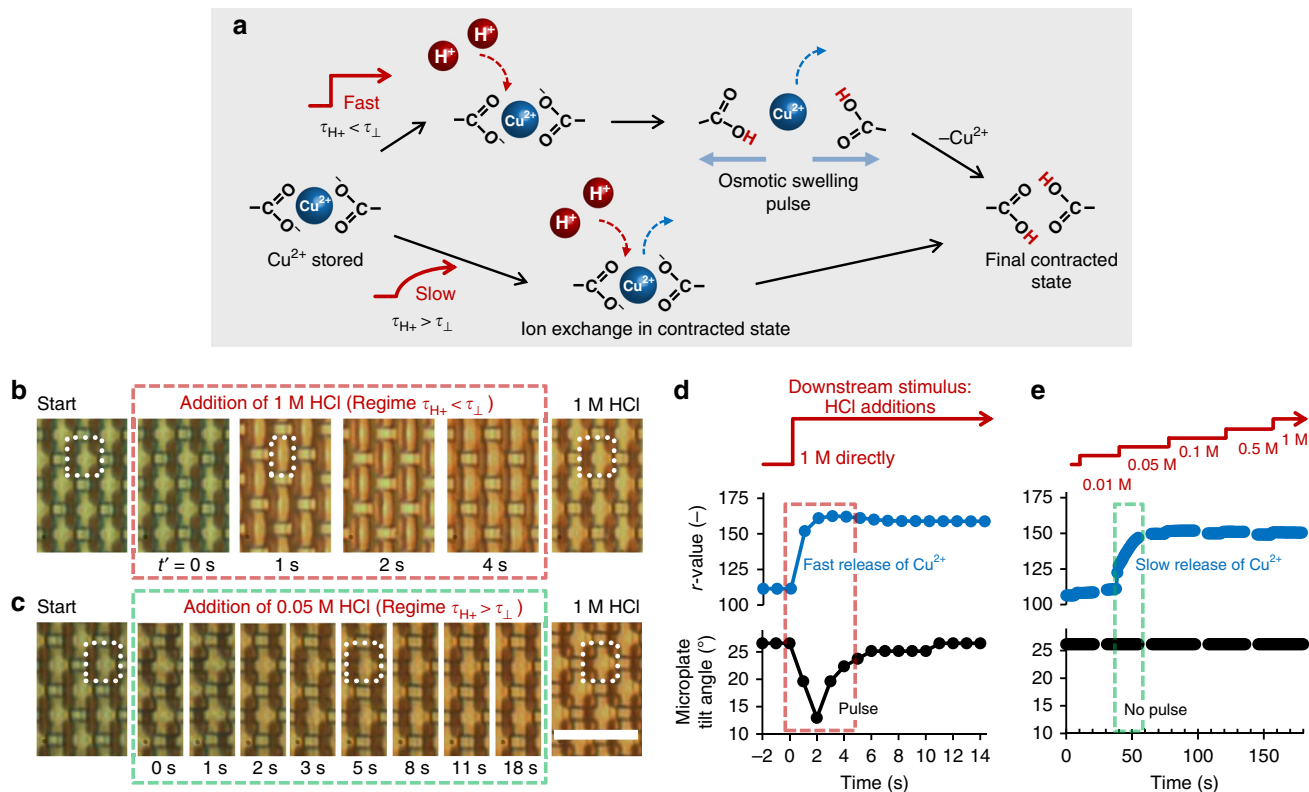 a
H⁺
H⁺
Fast
τH+ < τ⊥
O
O⁻
Cu²⁺
⁻O
O
O
O
H
Cu²⁺
H
O
O
–Cu²⁺
Osmotic swelling
pulse
O
O⁻
Cu²⁺
⁻O
O
Cu²⁺ stored
H⁺
H⁺
O
O
H
H
O
O
Final contracted
state
Slow
τH+ > τ⊥
O
O⁻
Cu²⁺
⁻O
O
Ion exchange in contracted state
b
Start
Addition of 1 M HCl (Regime τH+ < τ⊥)
1 M HCl
t′ = 0 s
1 s
2 s
4 s
c
Start
Addition of 0.05 M HCl (Regime τH+ > τ⊥)
1 M HCl
0 s
1 s
2 s
3 s
5 s
8 s
11 s
18 s
d
Downstream stimulus:
HCl additions
1 M directly
r-value (–)
175
150
125
100
Fast release of Cu²⁺
Microplate
tilt angle (°)
25
20
15
10
Pulse
–2
0
2
4
6
8
10
12
14
Time (s)
e
0.01 M
0.05 M
0.1 M
0.5 M
1 M
175
150
125
100
Slow release of Cu²⁺
25
20
15
10
No pulse
0
50
100
150
Time (s)